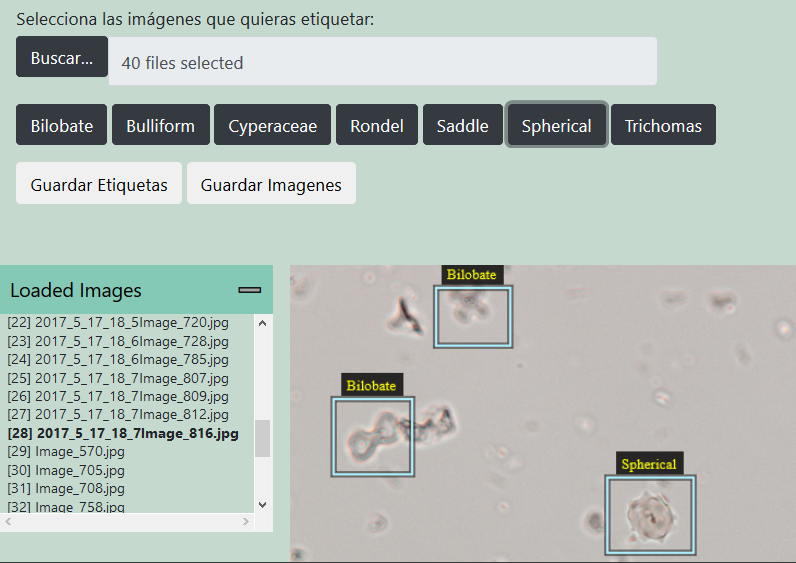 Selecciona las imágenes que quieras etiquetar:
Buscar... 40 files selected
Bilobate Bulliform Cyperaceae Rondel Saddle Spherical Trichomas
Guardar Etiquetas Guardar Imagenes
Loaded Images
[22] 2017_5_17_18_5Image_720.jpg
[23] 2017_5_17_18_6Image_728.jpg
[24] 2017_5_17_18_6Image_785.jpg
[25] 2017_5_17_18_7Image_807.jpg
[26] 2017_5_17_18_7Image_809.jpg
[27] 2017_5_17_18_7Image_812.jpg
[28] 2017_5_17_18_7Image_816.jpg
[29] Image_570.jpg
[30] Image_705.jpg
[31] Image_708.jpg
[32] Image_758.jpg
Bilobate
Bilobate
Spherical